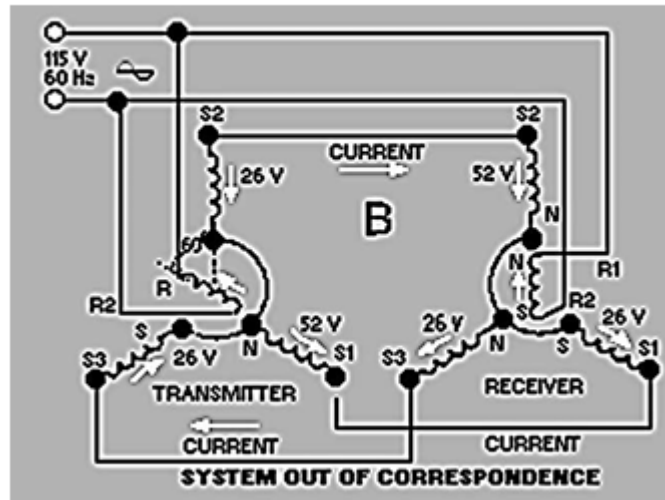 115 V
60 Hz
S2
S2
CURRENT
26 V
52 V
B
N
60°
N
R
R1
R2
S
R2
S
52 V
26 V
26 V
N
N
S
S3
26 V
S1
S3
S1
TRANSMITTER
RECEIVER
CURRENT
CURRENT
SYSTEM OUT OF CORRESPONDENCE